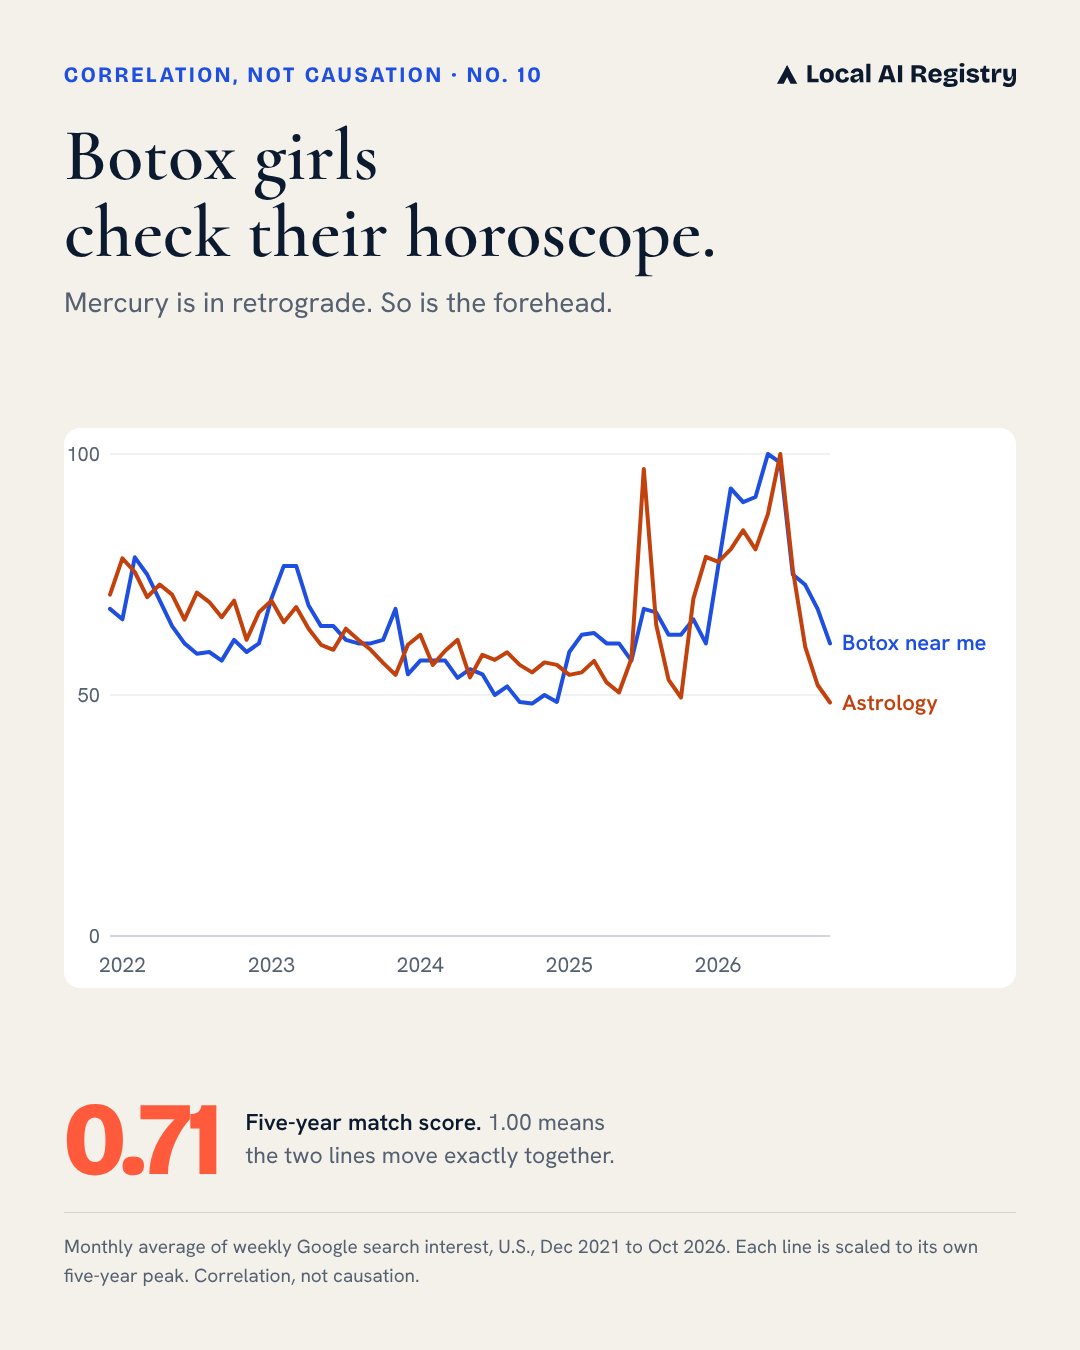 CORRELATION, NOT CAUSATION · NO. 10
Local AI Registry
Botox girls
check their horoscope.
Mercury is in retrograde. So is the forehead.
100
50
0
Botox near me
Astrology
2022 2023 2024 2025 2026
0.71
Five-year match score. 1.00 means
the two lines move exactly together.
Monthly average of weekly Google search interest, U.S., Dec 2021 to Oct 2026. Each line is scaled to its own
five-year peak. Correlation, not causation.